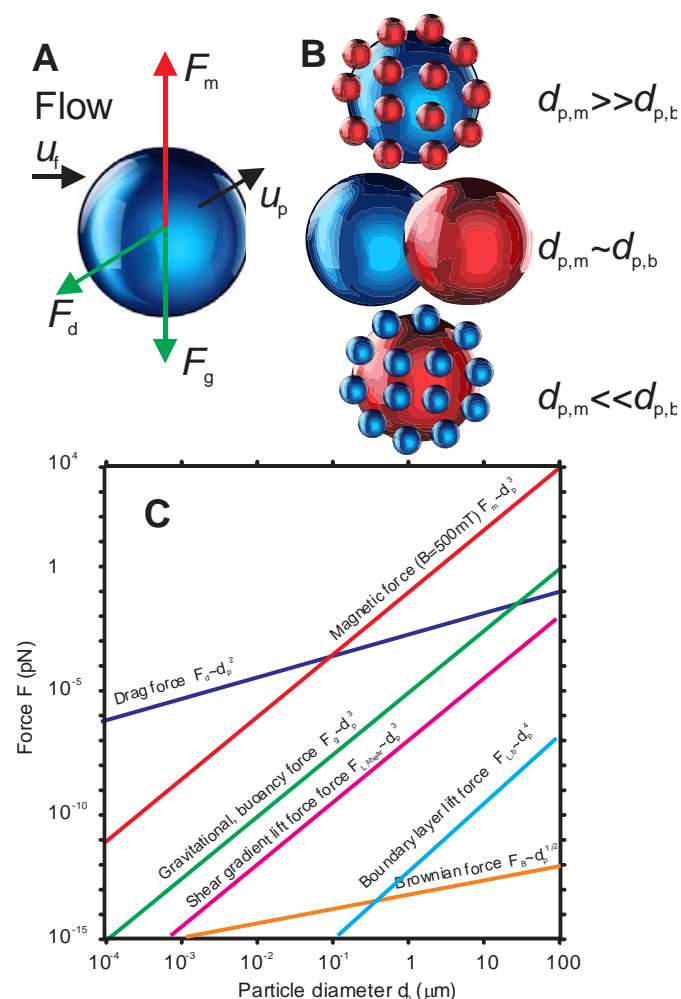 A
F_m
Flow
u_f
u_p
F_d
F_g
B
d_p,m>>d_p,b
d_p,m~d_p,b
d_p,m<<d_p,b
C
10^4
1
10^-5
10^-10
10^-15
Force F (pN)
Magnetic force (B=500mT) F_m~d_p^3
Drag force F_d~d_p^2
Gravitational, buoancy force F_g~d_p^3
Shear gradient lift force force F_L,shear~d_p^3
Boundary layer lift force F_L,b~d_p^4
Brownian force F_B~d_p^1/2
10^-4
10^-3
10^-2
10^-1
1
10
100
Particle diameter d_p (μm)